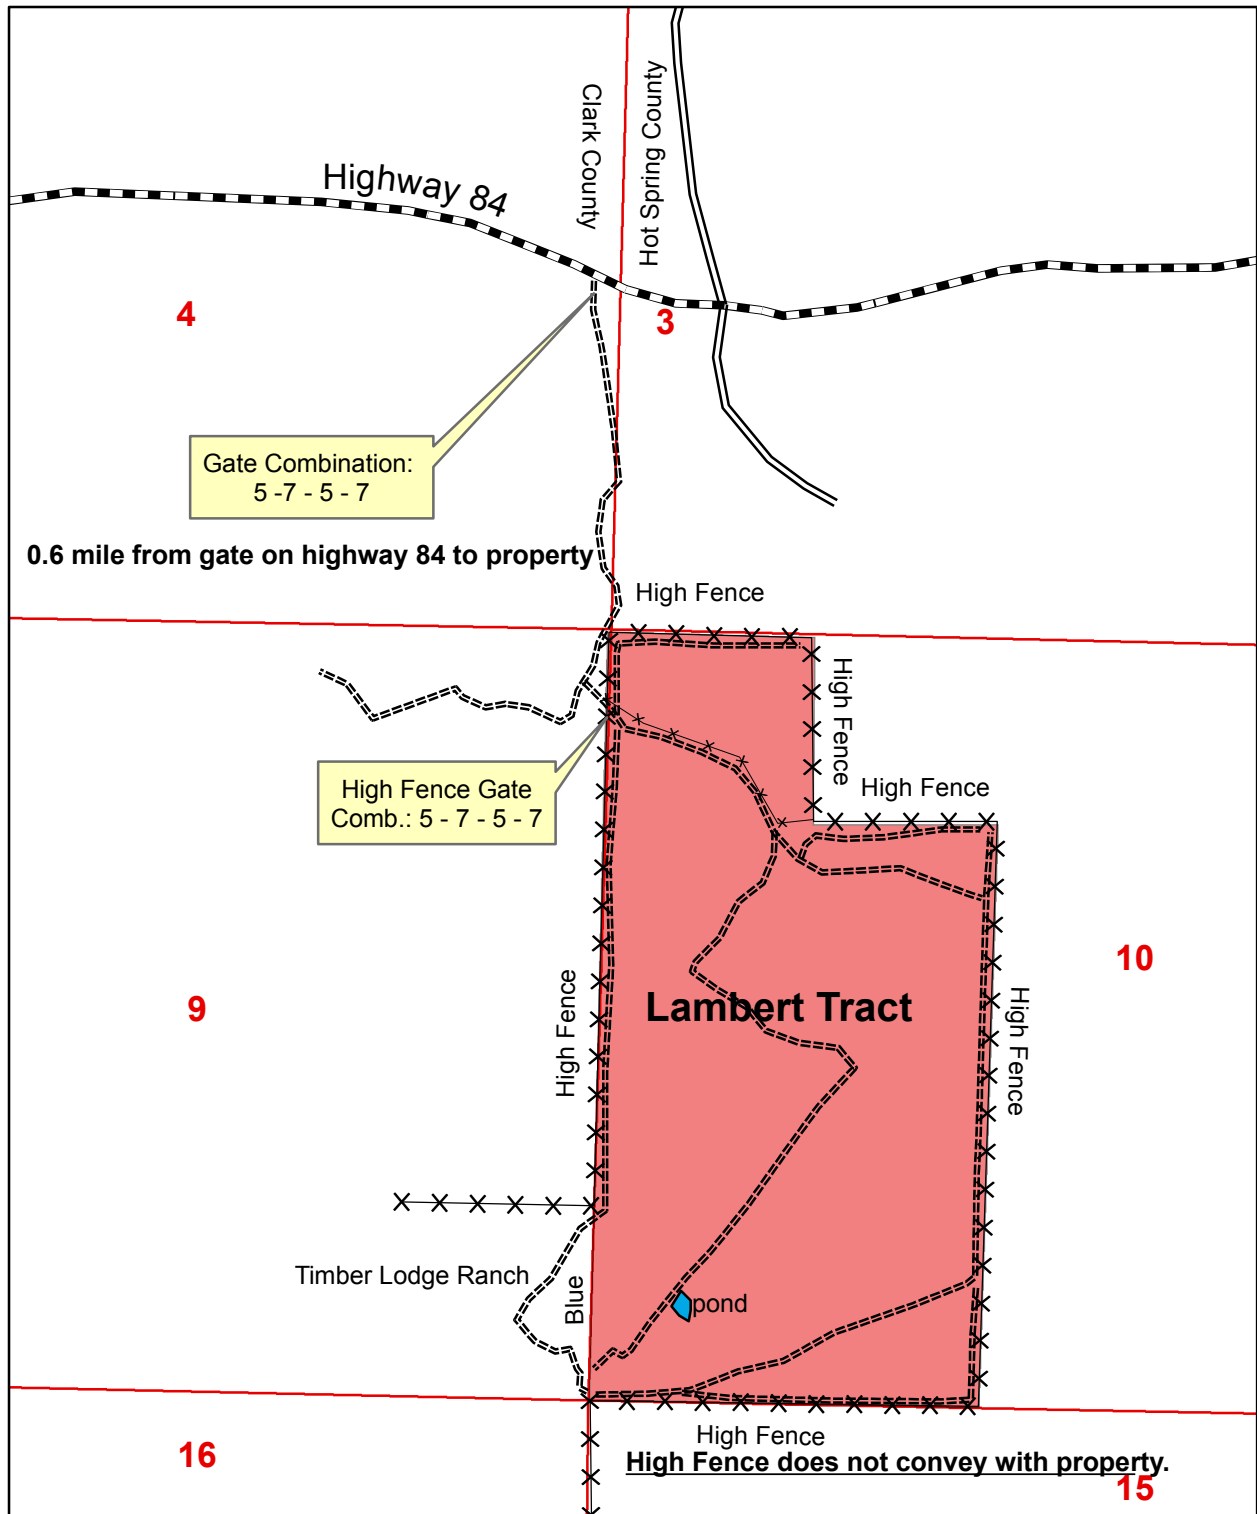 Clark County
Hot Spring County
Highway 84
4
3
Gate Combination:
5 -7 - 5 - 7
0.6 mile from gate on highway 84 to property
High Fence
High Fence
High Fence Gate
Comb.: 5 - 7 - 5 - 7
High Fence
10
9
Lambert Tract
High Fence
High Fence
Timber Lodge Ranch
Blue
pond
High Fence
16
High Fence does not convey with property.
15